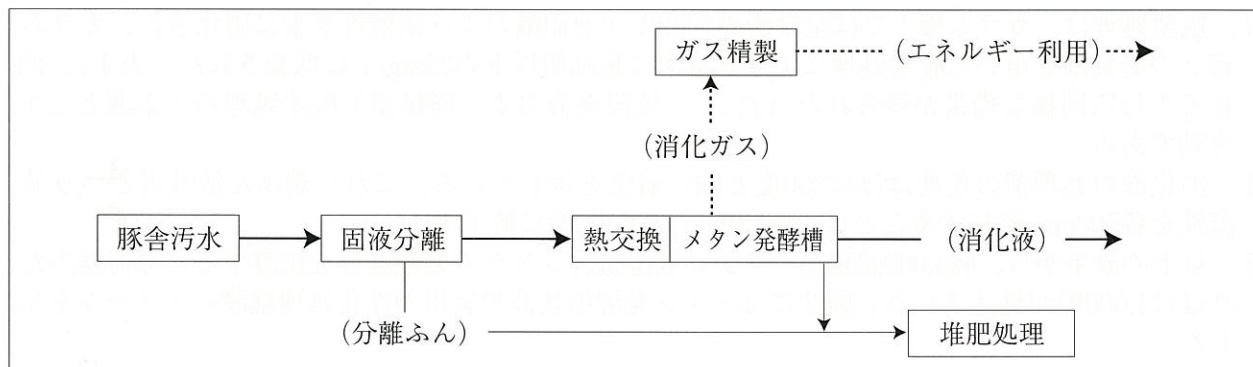 ガス精製
(エネルギー利用)
(消化ガス)
豚舎汚水
固液分離
熱交換
メタン発酵槽
(消化液)
(分離ふん)
堆肥処理